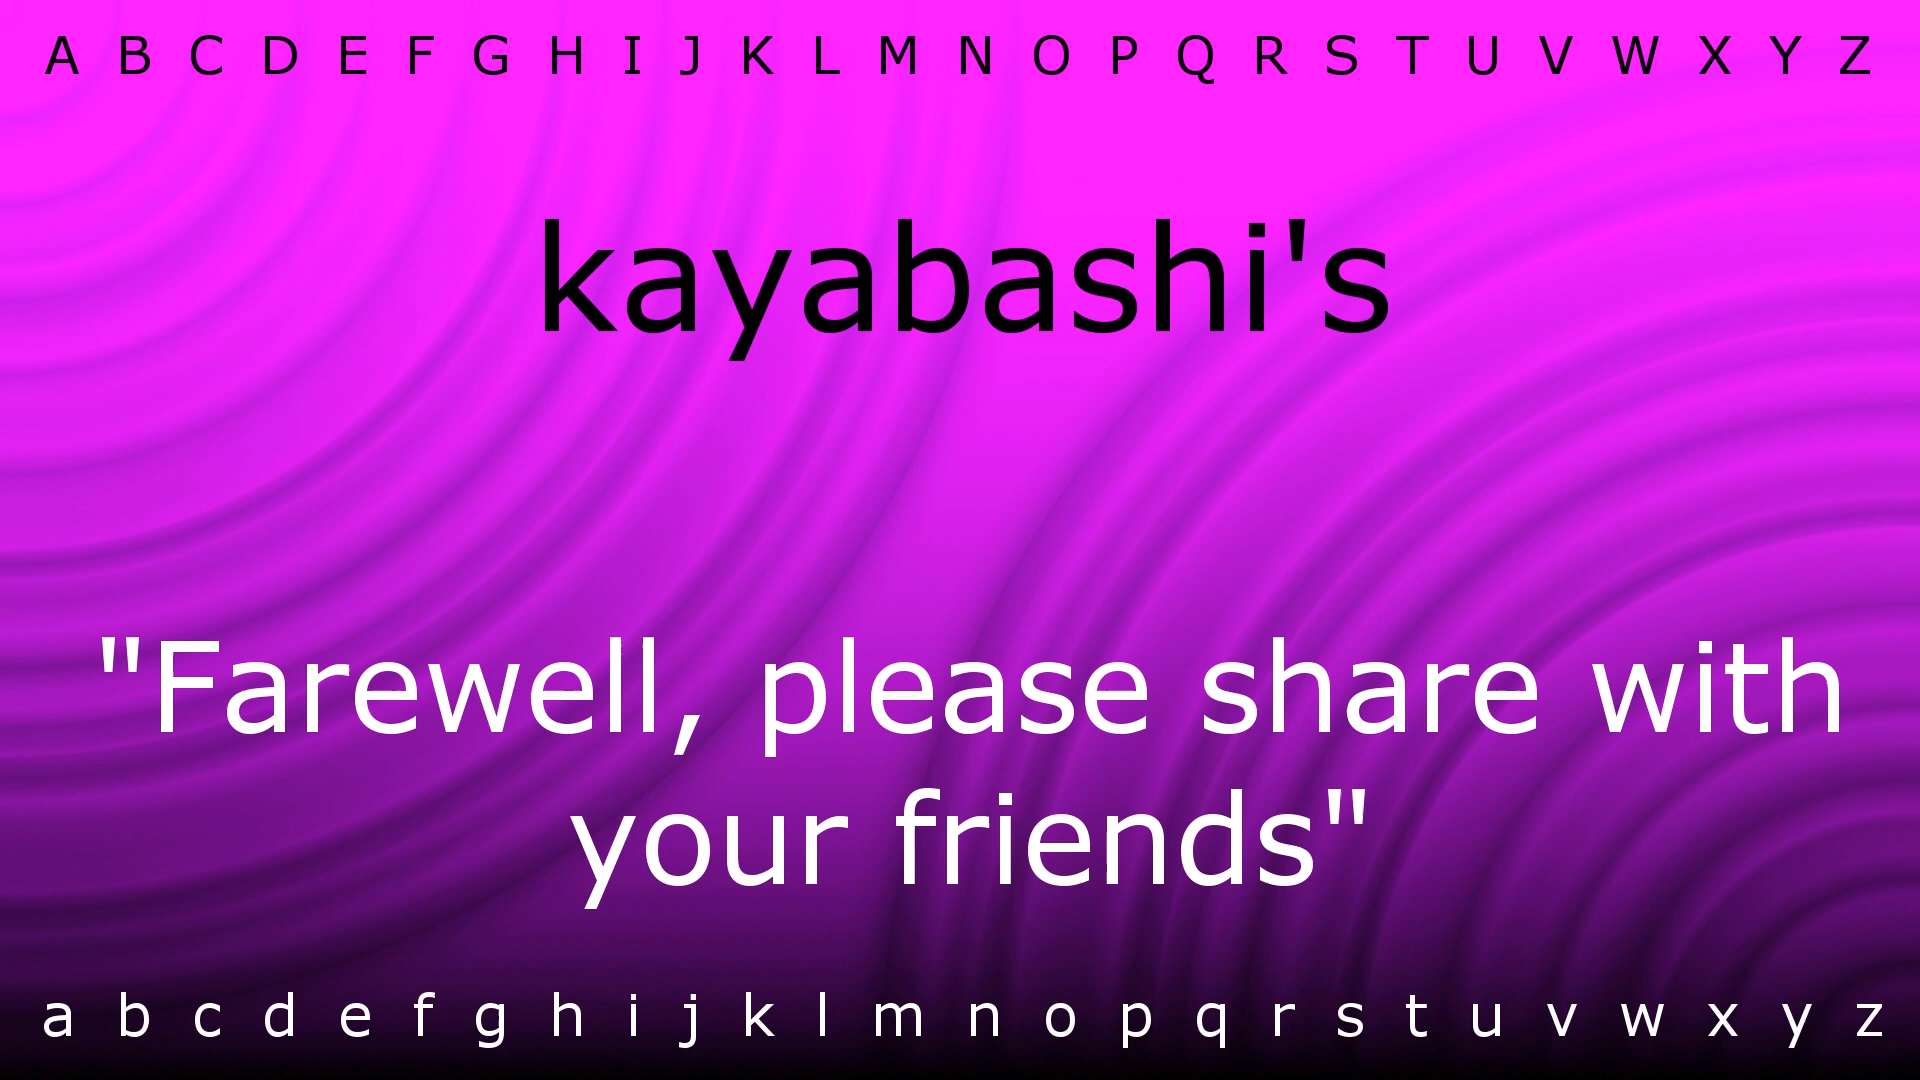 A B C D E F G H I J K L M N O P Q R S T U V W X Y Z
kayabashi's
"Farewell, please share with
your friends"
a b c d e f g h i j k l m n o p q r s t u v w x y z